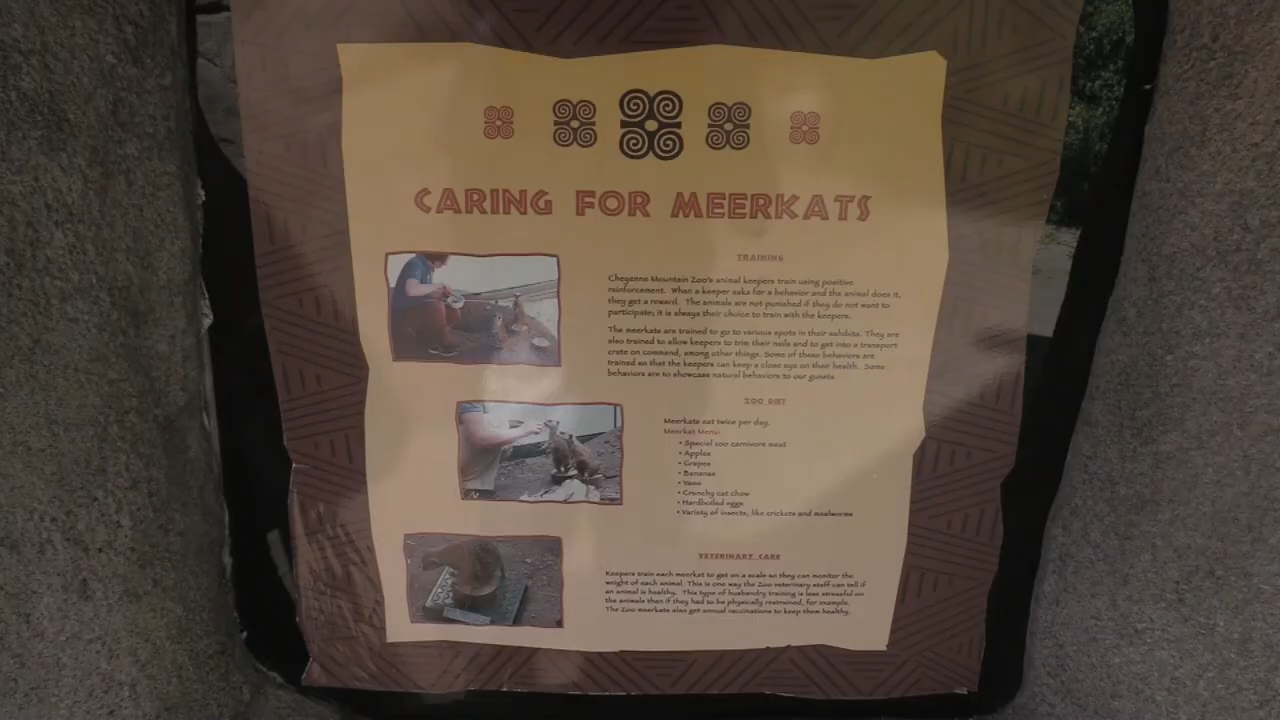 CARING FOR MEERKATS
TRAINING
Cheyenne Mountain Zoo's animal keepers train using positive
reinforcement. When a keeper asks for a behavior and the animal does it,
they get a reward. The animals are not punished if they do not want to
participate; it is always their choice to train with the keepers.
The meerkats are trained to go to various spots in their exhibits. They are
also trained to allow keepers to trim their nails and to get into a transport
crate on command, among other things. Some of these behaviors are
trained so that the keepers can keep a close eye on their health. Some
behaviors are to showcase natural behaviors to our guests.
ZOO DIET
Meerkats eat twice per day.
Meerkat Menu:
• Special zoo carnivore meat
• Apples
• Grapes
• Bananas
• Yams
• Crunchy cat chow
• Hardboiled eggs
• Variety of insects, like crickets and mealworms
VETERINARY CARE
Keepers train each meerkat to get on a scale so they can monitor the
weight of each animal. This is one way the Zoo veterinary staff can tell if
an animal is healthy. This type of husbandry training is less stressful on
the animals than if they had to be physically restrained, for example.
The Zoo meerkats also get annual vaccinations to keep them healthy.